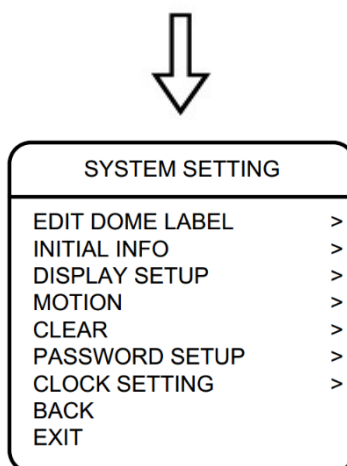 SYSTEM SETTING
EDIT DOME LABEL >
INITIAL INFO >
DISPLAY SETUP >
MOTION >
CLEAR >
PASSWORD SETUP >
CLOCK SETTING >
BACK
EXIT